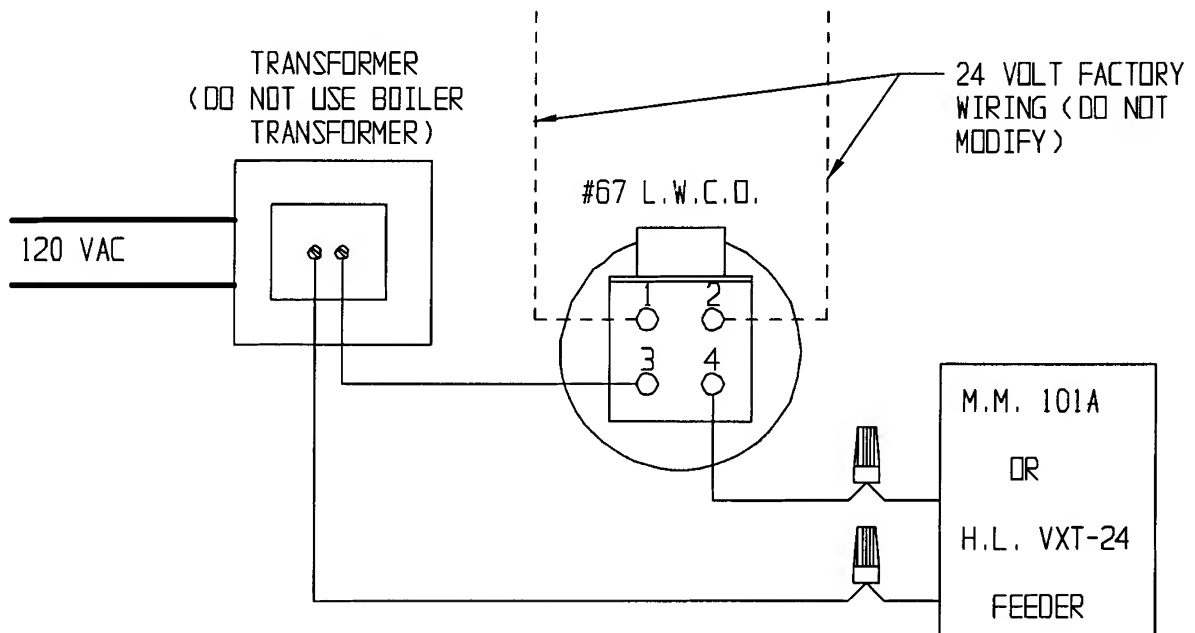 TRANSFORMER
(DO NOT USE BOILER
TRANSFORMER)
24 VOLT FACTORY
WIRING (DO NOT
MODIFY)
#67 L.W.C.O.
120 VAC
1 2
3 4
M.M. 101A
OR
H.L. VXT-24
FEEDER